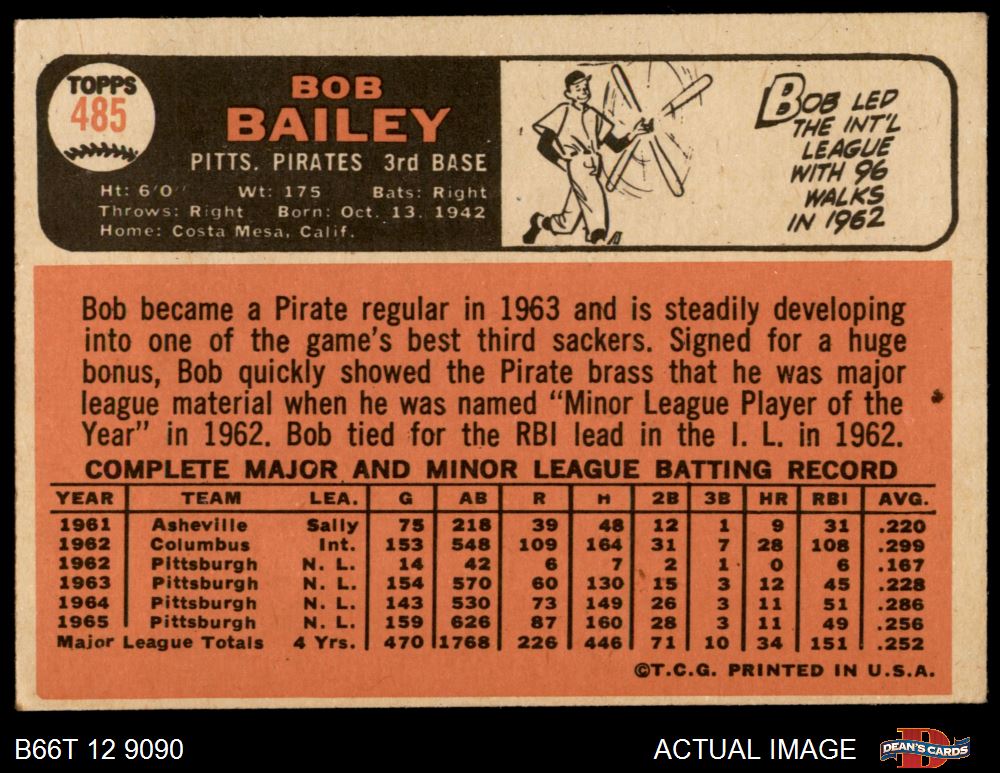 TOPPS
485
BOB
BAILEY
PITTS. PIRATES 3rd BASE
Ht: 6'0" Wt: 175 Bats: Right
Throws: Right Born: Oct. 13. 1942
Home: Costa Mesa, Calif.
BOB LED
THE INT'L
LEAGUE
WITH 96
WALKS
IN 1962
Bob became a Pirate regular in 1963 and is steadily developing
into one of the game's best third sackers. Signed for a huge
bonus, Bob quickly showed the Pirate brass that he was major
league material when he was named "Minor League Player of the
Year" in 1962. Bob tied for the RBI lead in the I. L. in 1962.
COMPLETE MAJOR AND MINOR LEAGUE BATTING RECORD
YEAR TEAM LEA. G AB R H 2B 3B HR RBI AVG.
1961 Asheville Sally 75 218 39 48 12 1 9 31 .220
1962 Columbus Int. 153 548 109 164 31 7 28 108 .299
1962 Pittsburgh N. L. 14 42 6 7 2 1 0 6 .167
1963 Pittsburgh N. L. 154 570 60 130 15 3 12 45 .228
1964 Pittsburgh N. L. 143 530 73 149 26 3 11 51 .286
1965 Pittsburgh N. L. 159 626 87 160 28 3 11 49 .256
Major League Totals 4 Yrs. 470 1768 226 446 71 10 34 151 .252
©T.C.G. PRINTED IN U.S.A.
B66T 12 9090 ACTUAL IMAGE DEAN'S CARDS